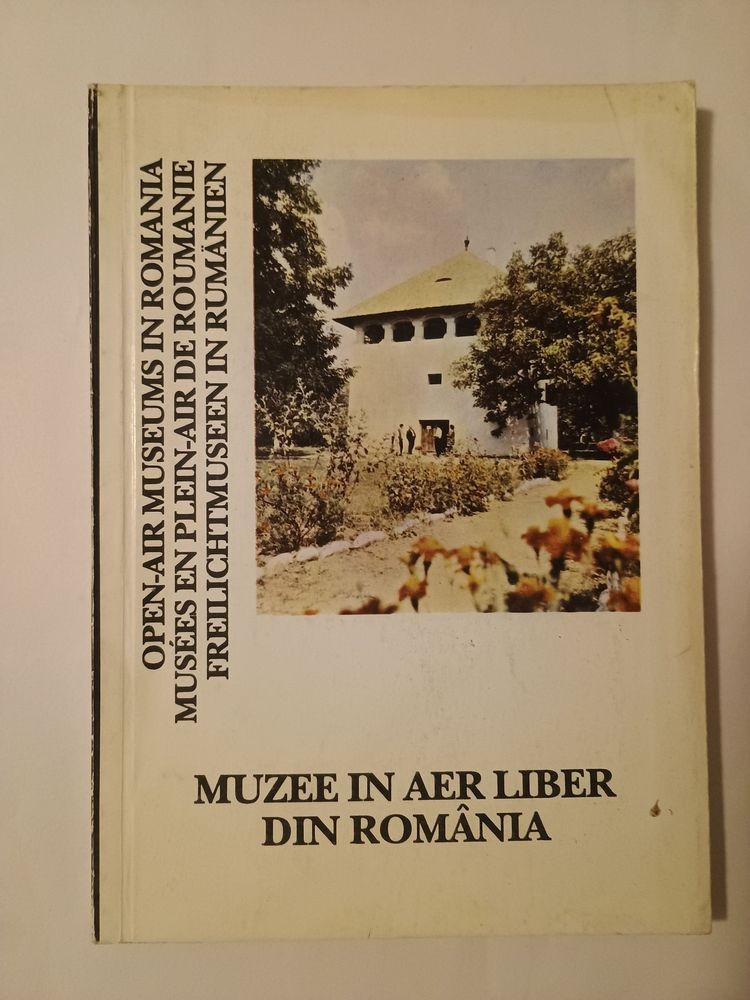 OPEN-AIR MUSEUMS IN ROMANIA
MUSÉES EN PLEIN-AIR DE ROUMANIE
FREILICHTMUSEEN IN RUMÄNIEN
MUZEE IN AER LIBER
DIN ROMÂNIA